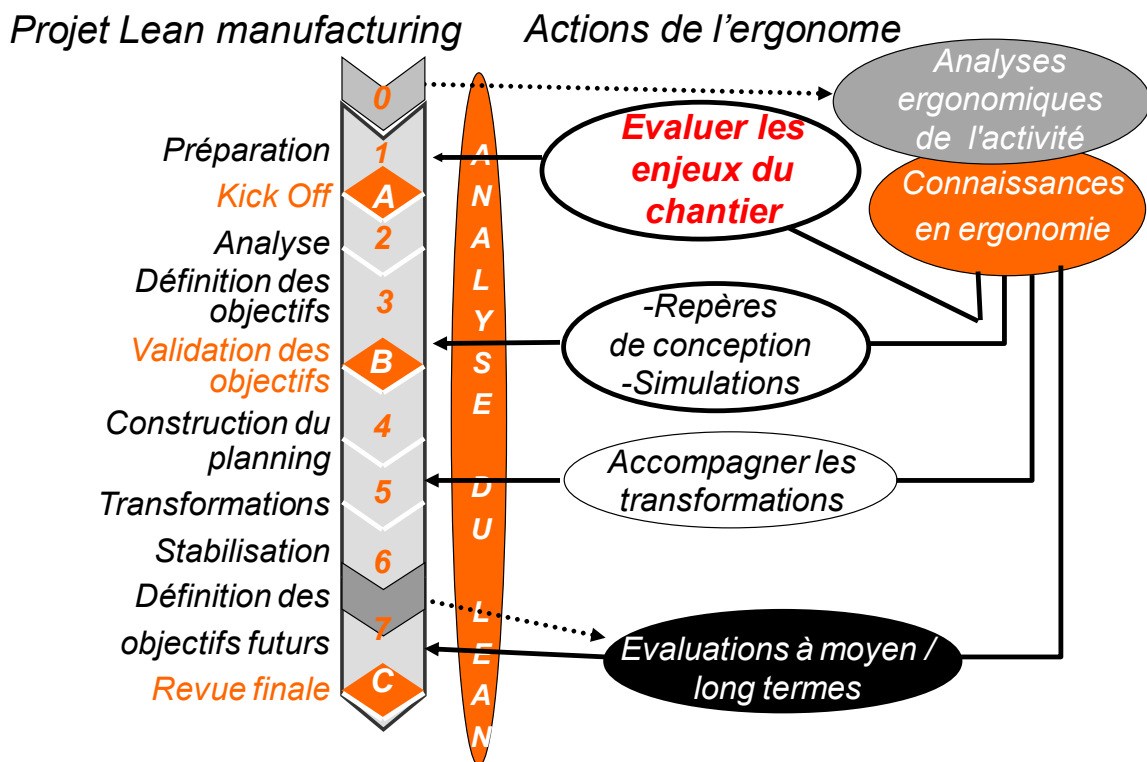 Projet Lean manufacturing
Actions de l'ergonome
0
Préparation
1
Kick Off
A
Analyse
2
Définition des
objectifs
3
Validation des
objectifs
B
Construction du
planning
4
Transformations
5
Stabilisation
6
Définition des
objectifs futurs
7
Revue finale
C
ANALYSE DU LEAN
Analyses
ergonomiques
de l'activité
Connaissances
en ergonomie
Evaluer les
enjeux du
chantier
-Repères
de conception
-Simulations
Accompagner les
transformations
Evaluations à moyen /
long termes